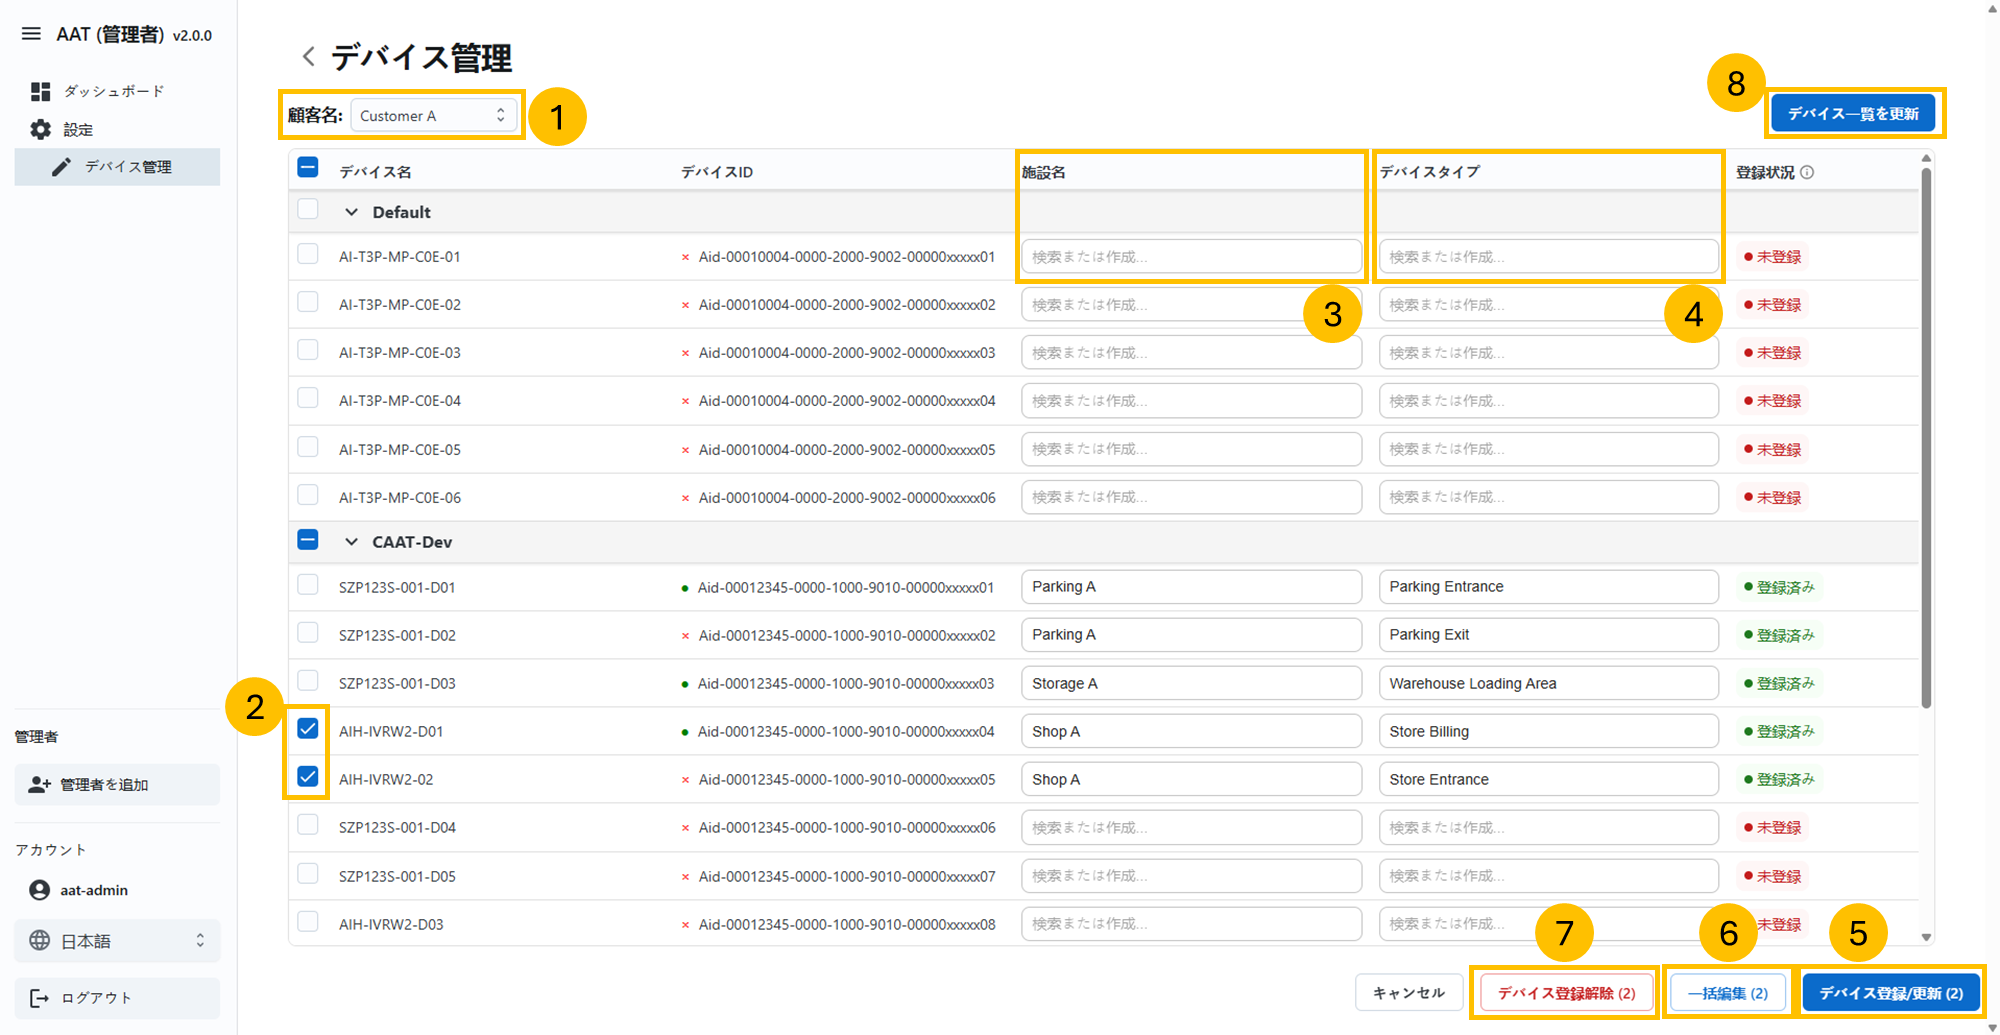 AAT (管理者) v2.0.0
ダッシュボード
設定
デバイス管理
管理者
管理者を追加
アカウント
aat-admin
日本語
ログアウト
デバイス管理
顧客名: Customer A
1
8
デバイス一覧を更新
デバイス名 デバイスID 施設名 デバイスタイプ 登録状況
Default
AI-T3P-MP-C0E-01 × Aid-00010004-0000-2000-9002-00000xxxxx01 検索または作成... 検索または作成... 未登録
AI-T3P-MP-C0E-02 × Aid-00010004-0000-2000-9002-00000xxxxx02 検索または作成... 検索または作成... 未登録
3
4
AI-T3P-MP-C0E-03 × Aid-00010004-0000-2000-9002-00000xxxxx03 検索または作成... 検索または作成... 未登録
AI-T3P-MP-C0E-04 × Aid-00010004-0000-2000-9002-00000xxxxx04 検索または作成... 検索または作成... 未登録
AI-T3P-MP-C0E-05 × Aid-00010004-0000-2000-9002-00000xxxxx05 検索または作成... 検索または作成... 未登録
AI-T3P-MP-C0E-06 × Aid-00010004-0000-2000-9002-00000xxxxx06 検索または作成... 検索または作成... 未登録
CAAT-Dev
SZP123S-001-D01 Aid-00012345-0000-1000-9010-00000xxxxx01 Parking A Parking Entrance 登録済み
SZP123S-001-D02 × Aid-00012345-0000-1000-9010-00000xxxxx02 Parking A Parking Exit 登録済み
SZP123S-001-D03 Aid-00012345-0000-1000-9010-00000xxxxx03 Storage A Warehouse Loading Area 登録済み
2
AIH-IVRW2-D01 Aid-00012345-0000-1000-9010-00000xxxxx04 Shop A Store Billing 登録済み
AIH-IVRW2-02 × Aid-00012345-0000-1000-9010-00000xxxxx05 Shop A Store Entrance 登録済み
SZP123S-001-D04 × Aid-00012345-0000-1000-9010-00000xxxxx06 検索または作成... 検索または作成... 未登録
SZP123S-001-D05 × Aid-00012345-0000-1000-9010-00000xxxxx07 検索または作成... 検索または作成... 未登録
AIH-IVRW2-D03 × Aid-00012345-0000-1000-9010-00000xxxxx08 検索または作成... 検索または作成... 未登録
7
6
5
キャンセル デバイス登録解除 (2) 一括編集 (2) デバイス登録/更新 (2)